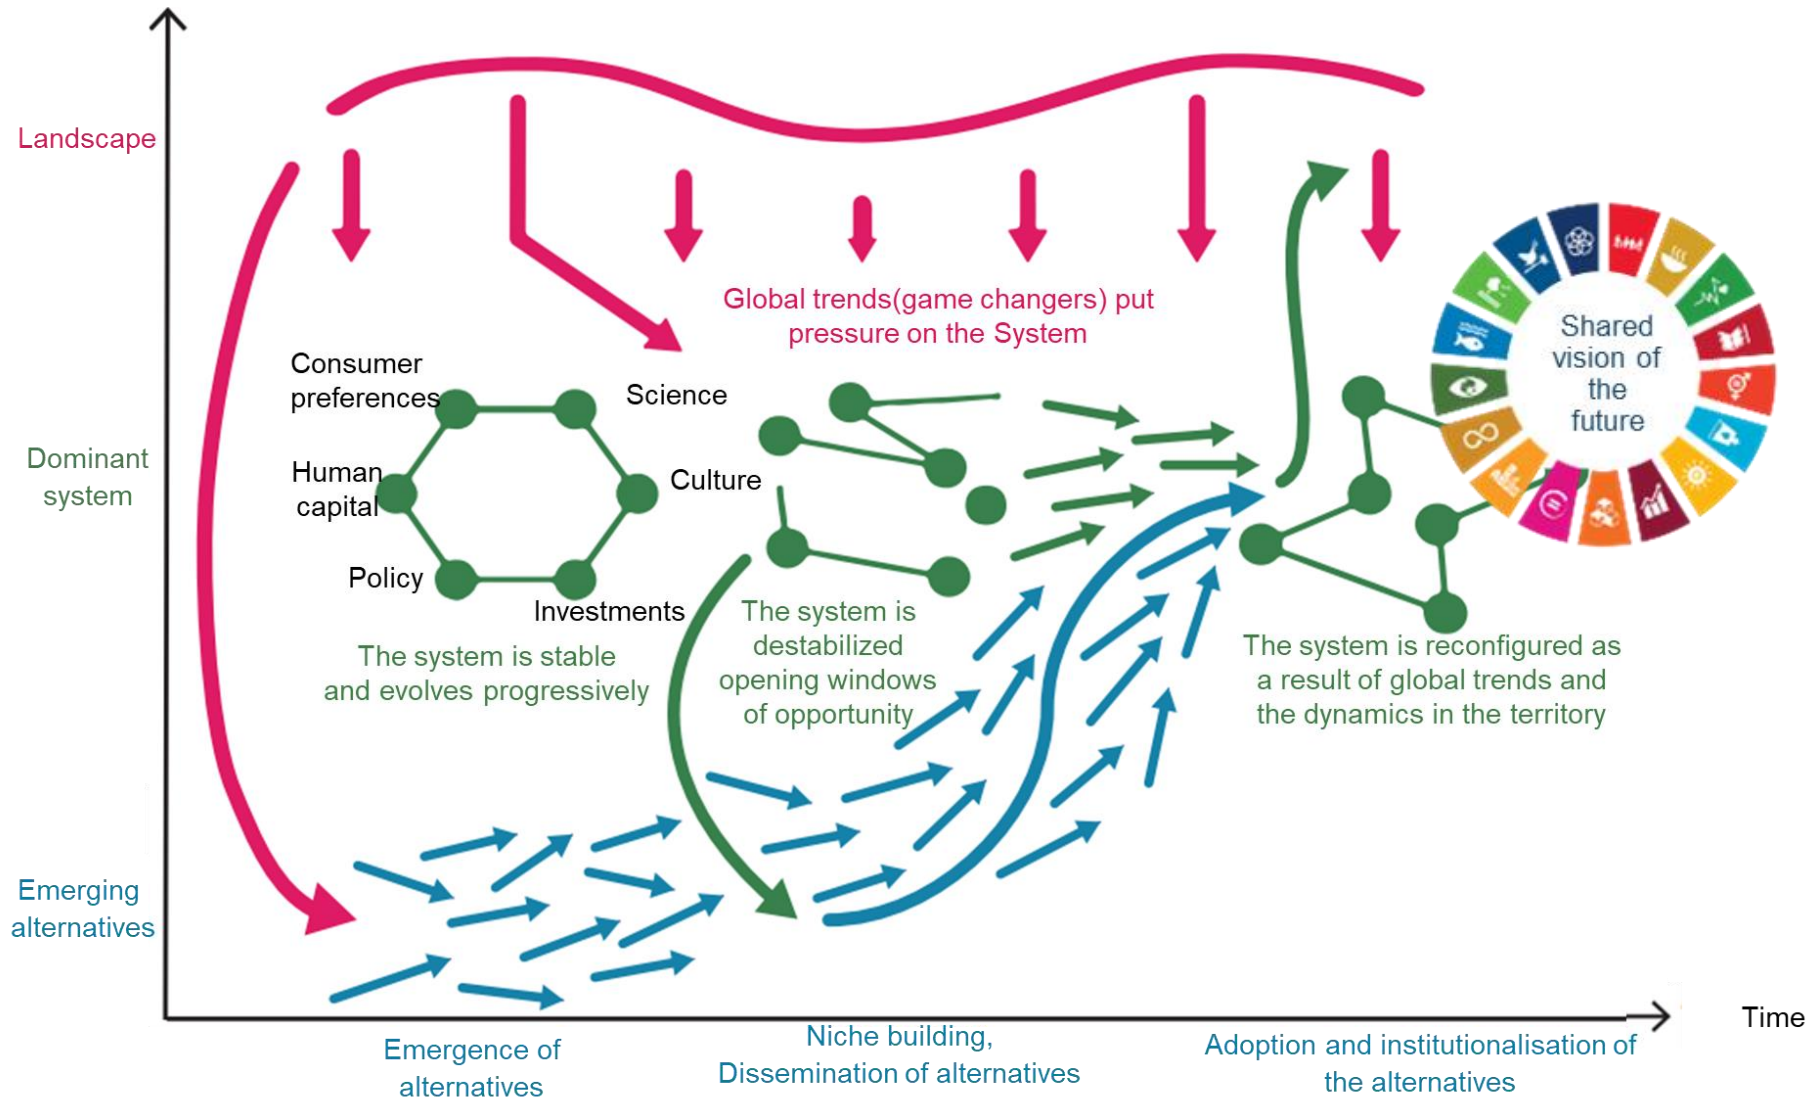 Landscape
Global trends(game changers) put
pressure on the System
Consumer
preferences
Science
Human
capital
Culture
Policy
Investments
Dominant
system
The system is stable
and evolves progressively
The system is
destabilized
opening windows
of opportunity
Shared
vision of
the
future
The system is reconfigured as
a result of global trends and
the dynamics in the territory
Emerging
alternatives
Time
Emergence of
alternatives
Niche building,
Dissemination of alternatives
Adoption and institutionalisation of
the alternatives